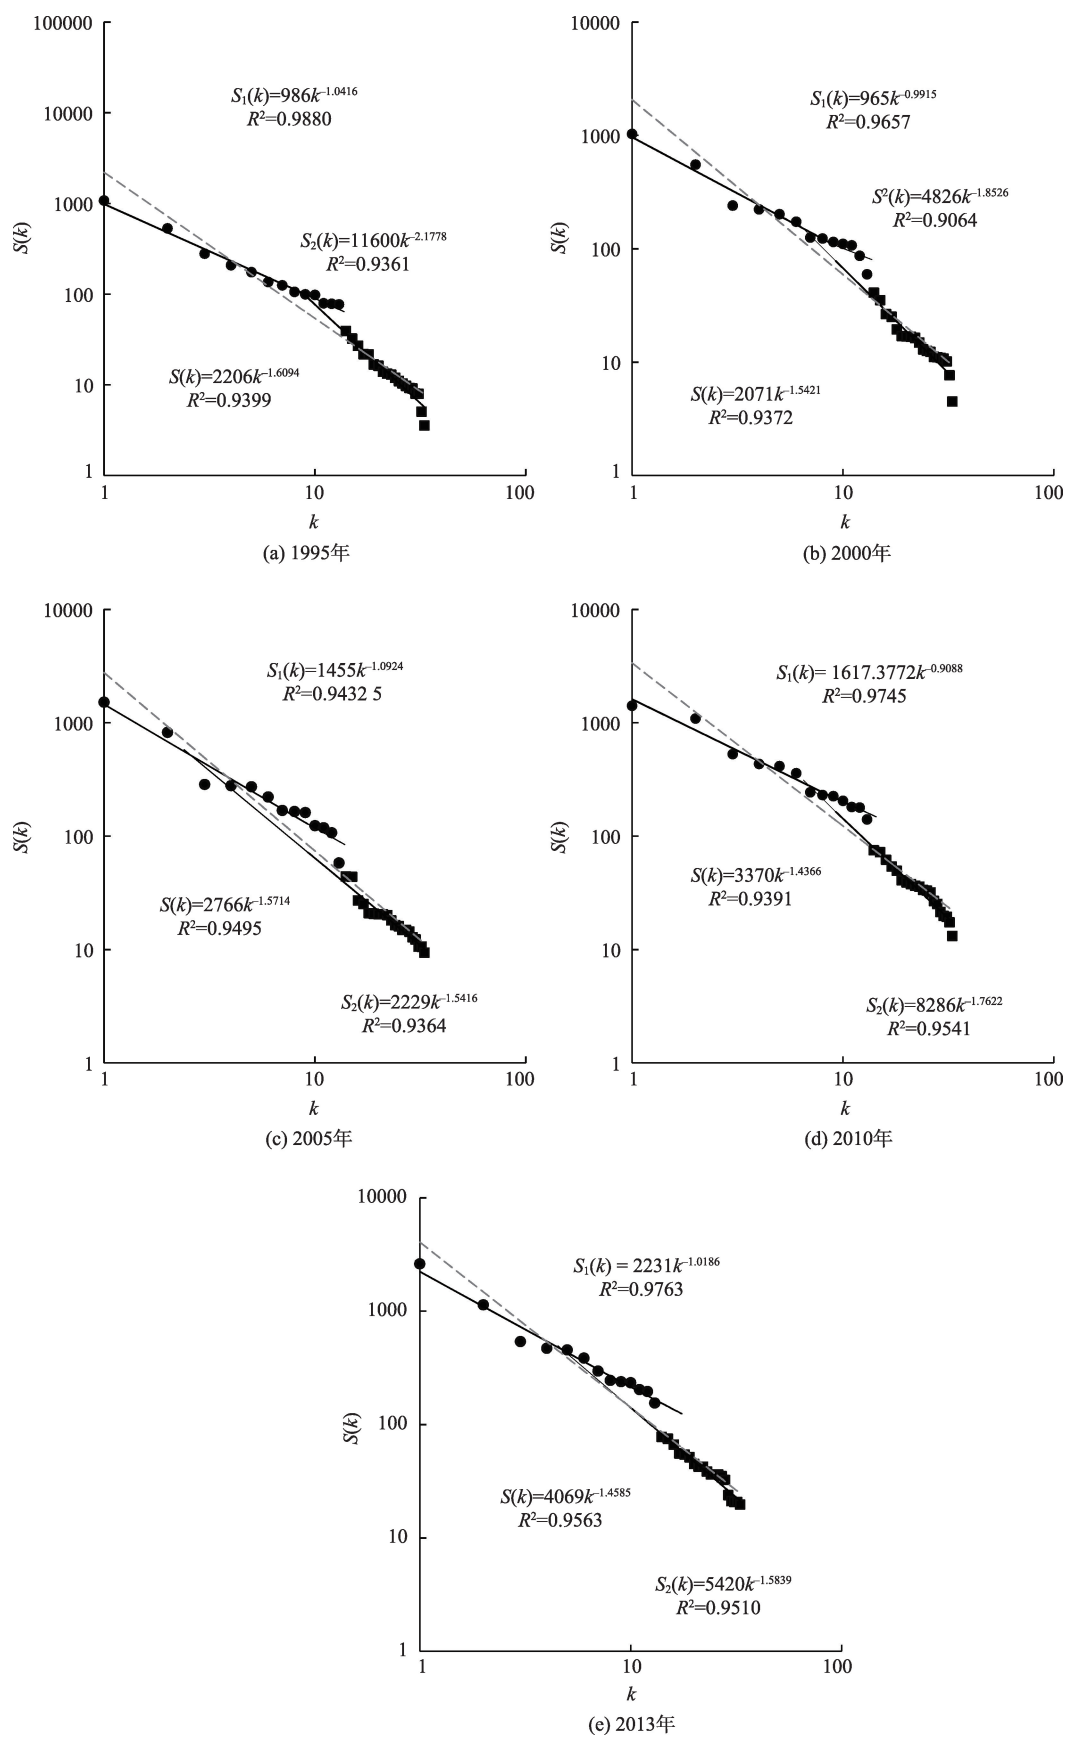 100000
10000
1000
100
10
1
S(k)
S₁(k)=986k⁻¹·⁰⁴¹⁶
R²=0.9880
S₂(k)=11600k⁻²·¹⁷⁷⁸
R²=0.9361
S(k)=2206k⁻¹·⁶⁰⁹⁴
R²=0.9399
1 10 100
k
(a) 1995年
10000
1000
100
10
1
S(k)
S₁(k)=965k⁻⁰·⁹⁹¹⁵
R²=0.9657
S²(k)=4826k⁻¹·⁸⁵²⁶
R²=0.9064
S(k)=2071k⁻¹·⁵⁴²¹
R²=0.9372
1 10 100
k
(b) 2000年
10000
1000
100
10
1
S(k)
S₁(k)=1455k⁻¹·⁰⁹²⁴
R²=0.9432 5
S(k)=2766k⁻¹·⁵⁷¹⁴
R²=0.9495
S₂(k)=2229k⁻¹·⁵⁴¹⁶
R²=0.9364
1 10 100
k
(c) 2005年
10000
1000
100
10
1
S(k)
S₁(k)= 1617.3772k⁻⁰·⁹⁰⁸⁸
R²=0.9745
S(k)=3370k⁻¹·⁴³⁶⁶
R²=0.9391
S₂(k)=8286k⁻¹·⁷⁶²²
R²=0.9541
1 10 100
k
(d) 2010年
10000
1000
100
10
1
S(k)
S₁(k) = 2231k⁻¹·⁰¹⁸⁶
R²=0.9763
S(k)=4069k⁻¹·⁴⁵⁸⁵
R²=0.9563
S₂(k)=5420k⁻¹·⁵⁸³⁹
R²=0.9510
1 10 100
k
(e) 2013年